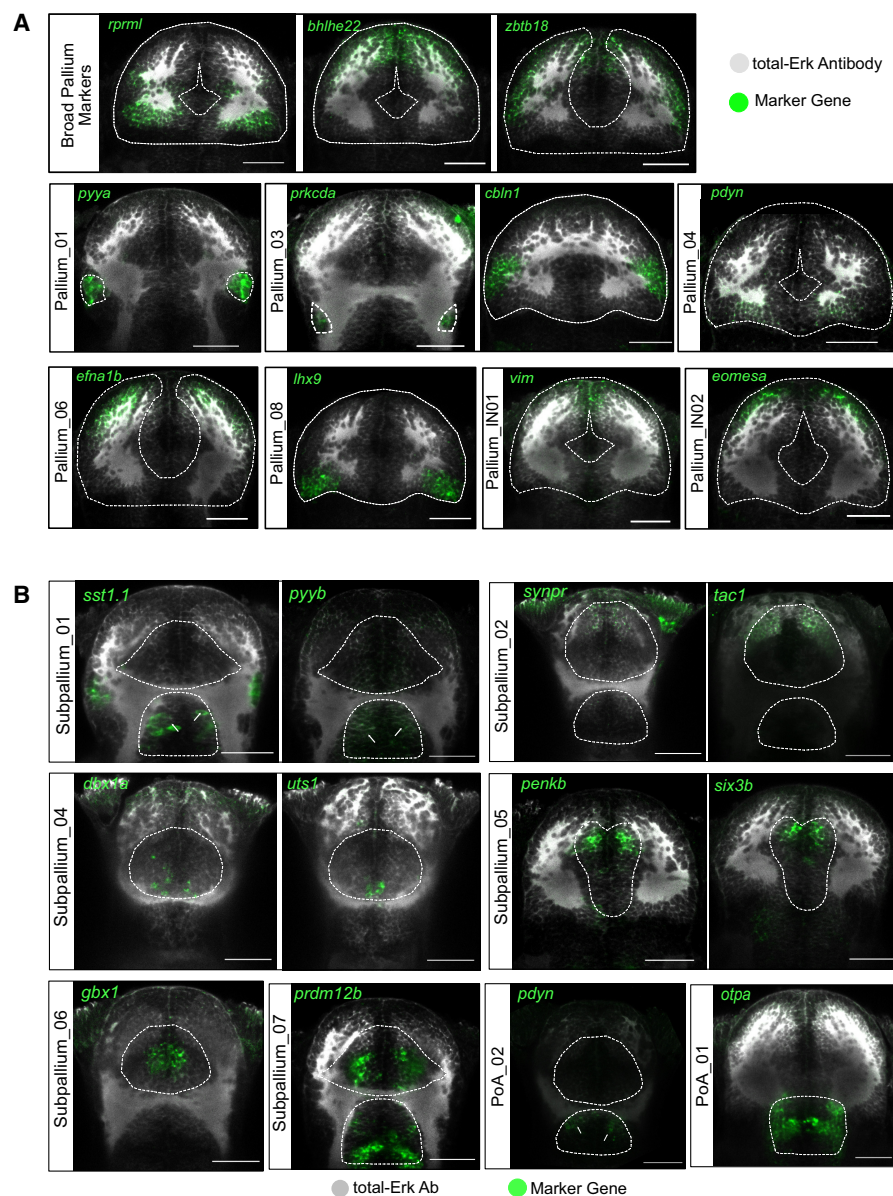 A
Broad Pallium
Markers
rprml
bhlhe22
zbtb18
total-Erk Antibody
Marker Gene
Pallium_01
pyya
Pallium_03
prkcda
cbln1
Pallium_04
pdyn
Pallium_06
efna1b
Pallium_08
lhx9
Pallium_IN01
vim
Pallium_IN02
eomesa
B
Subpallium_01
sst1.1
pyyb
Subpallium_02
synpr
tac1
Subpallium_04
dbx1a
uts1
Subpallium_05
penkb
six3b
Subpallium_06
gbx1
Subpallium_07
prdm12b
PoA_02
pdyn
PoA_01
otpa
total-Erk Ab
Marker Gene